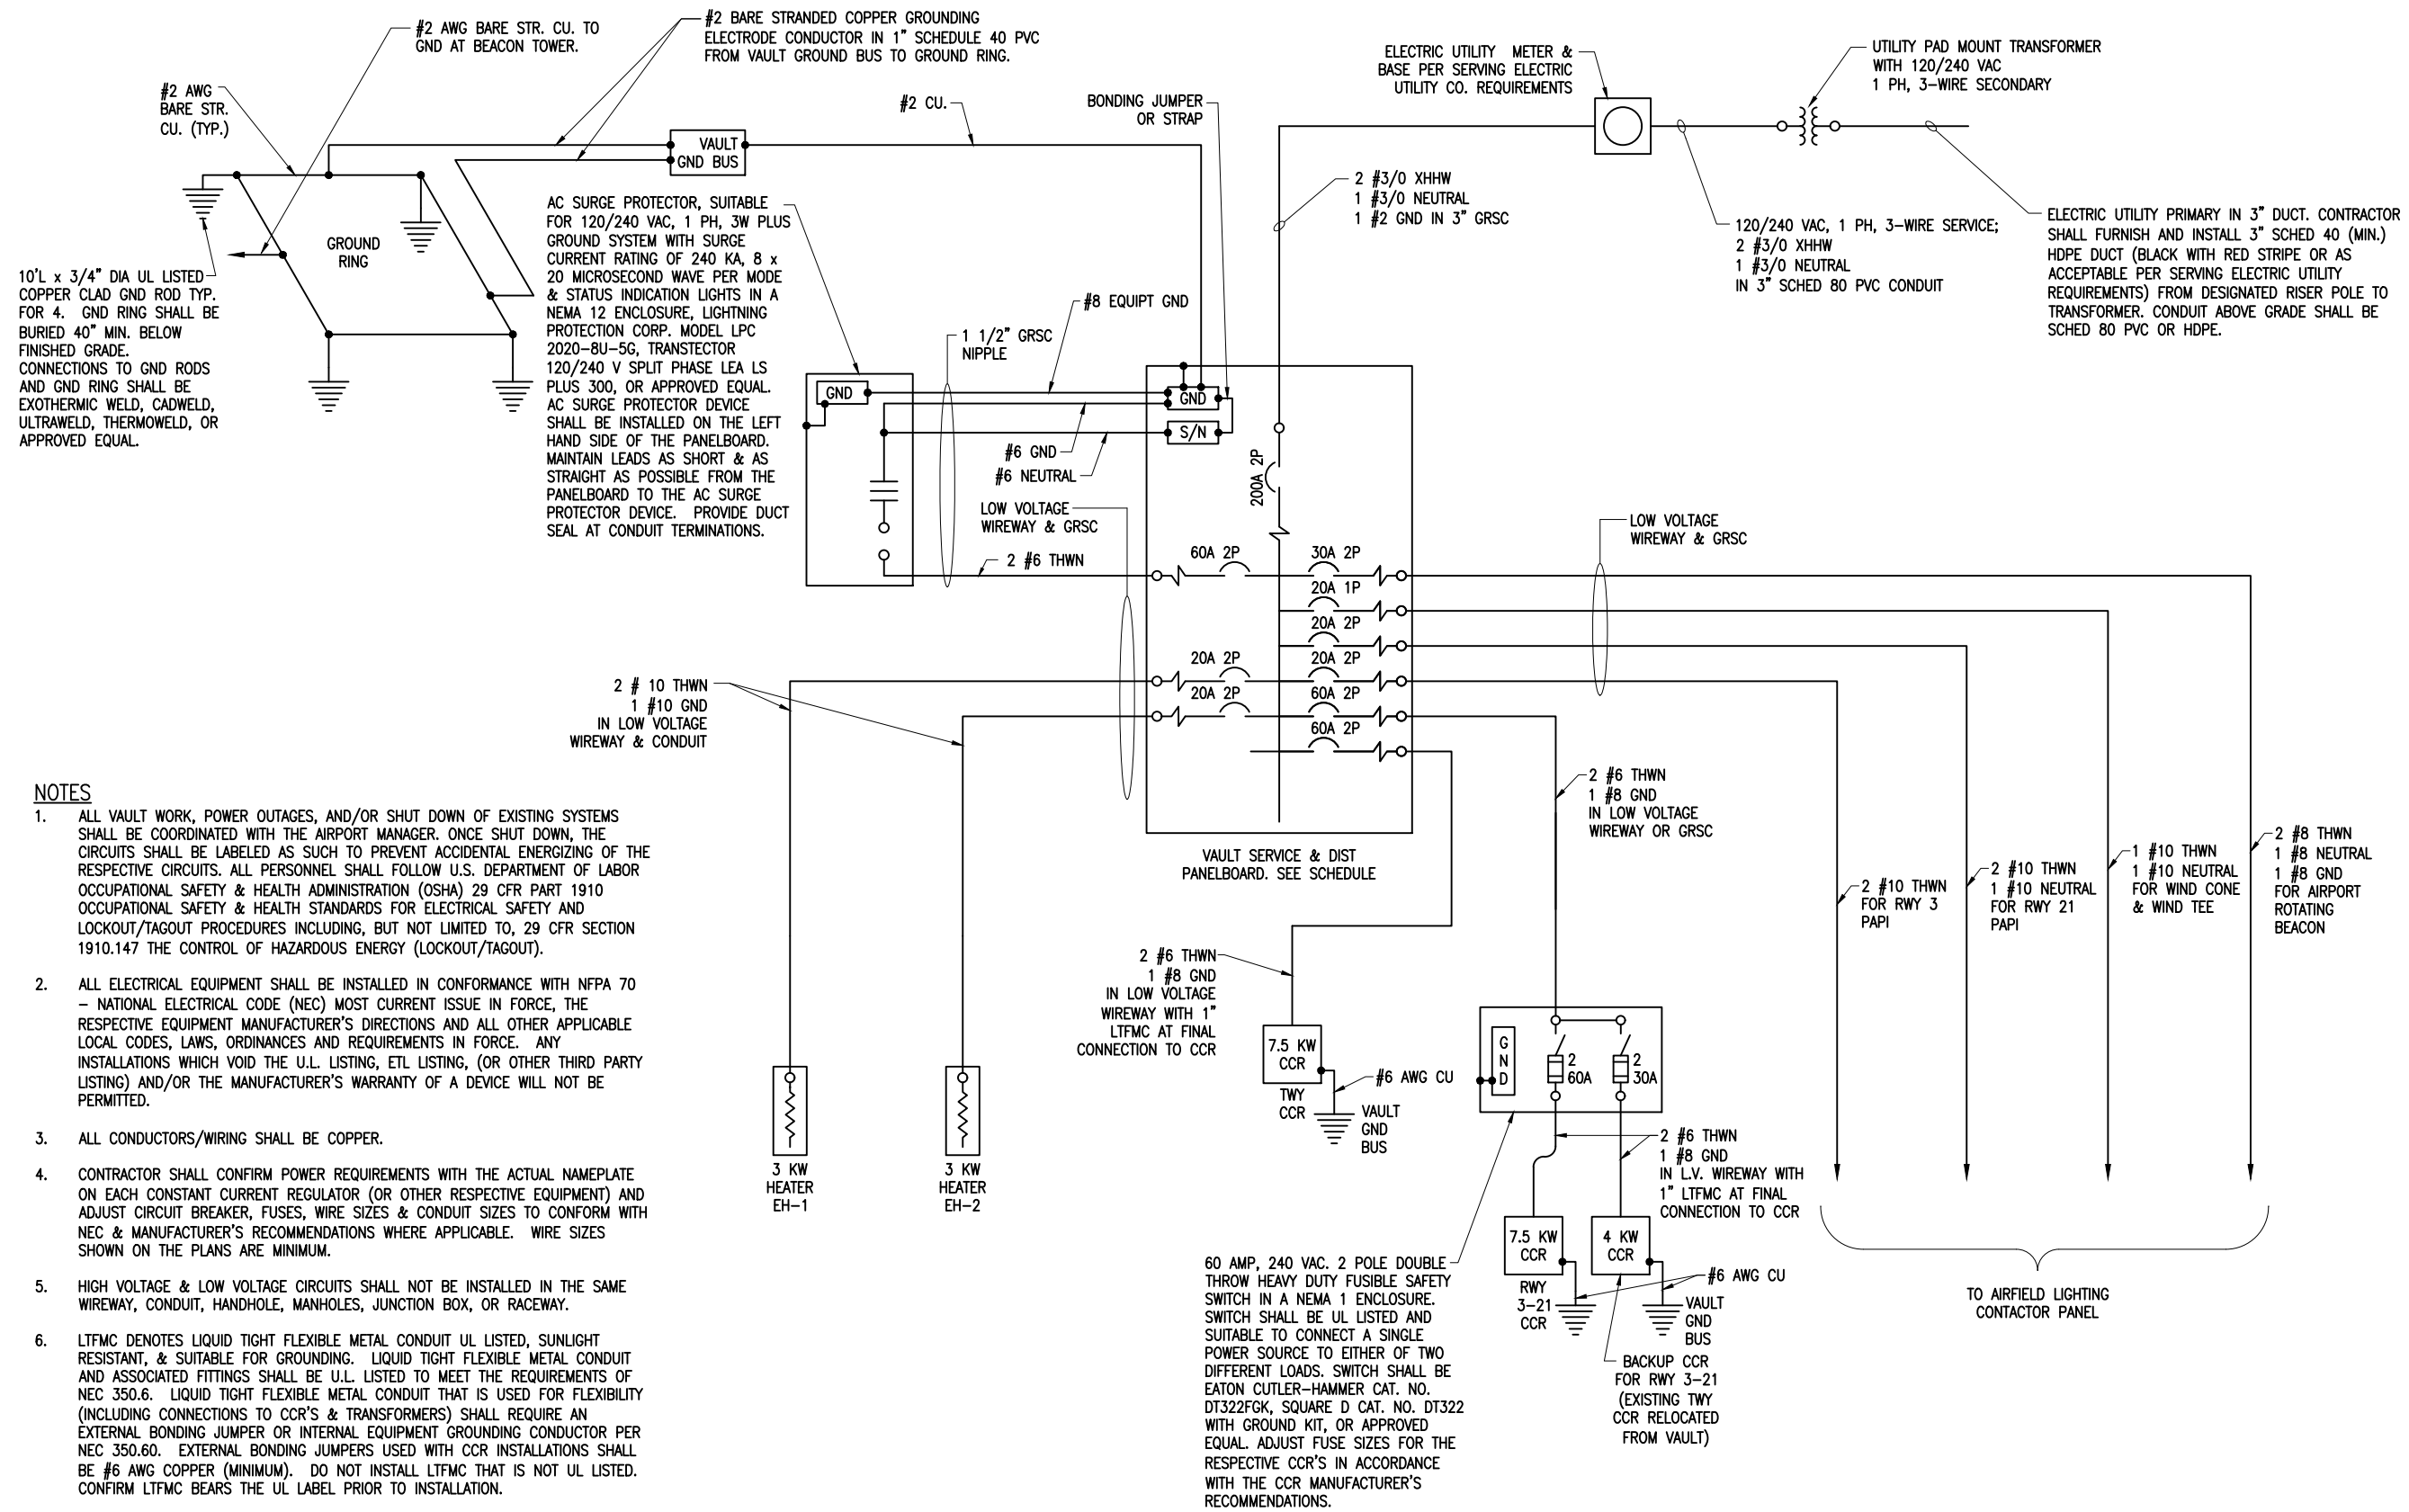 #2 AWG BARE STR. CU. TO
GND AT BEACON TOWER.
#2 BARE STRANDED COPPER GROUNDING
ELECTRODE CONDUCTOR IN 1" SCHEDULE 40 PVC
FROM VAULT GROUND BUS TO GROUND RING.
#2 AWG
BARE STR.
CU. (TYP.)
#2 CU.
BONDING JUMPER
OR STRAP
ELECTRIC UTILITY METER &
BASE PER SERVING ELECTRIC
UTILITY CO. REQUIREMENTS
UTILITY PAD MOUNT TRANSFORMER
WITH 120/240 VAC
1 PH, 3-WIRE SECONDARY
VAULT
GND BUS
GROUND
RING
10'L x 3/4" DIA UL LISTED
COPPER CLAD GND ROD TYP.
FOR 4. GND RING SHALL BE
BURIED 40" MIN. BELOW
FINISHED GRADE.
CONNECTIONS TO GND RODS
AND GND RING SHALL BE
EXOTHERMIC WELD, CADWELD,
ULTRAWELD, THERMOWELD, OR
APPROVED EQUAL.
AC SURGE PROTECTOR, SUITABLE
FOR 120/240 VAC, 1 PH, 3W PLUS
GROUND SYSTEM WITH SURGE
CURRENT RATING OF 240 KA, 8 x
20 MICROSECOND WAVE PER MODE
& STATUS INDICATION LIGHTS IN A
NEMA 12 ENCLOSURE, LIGHTNING
PROTECTION CORP. MODEL LPC
2020-8U-5G, TRANSTECTOR
120/240 V SPLIT PHASE LEA LS
PLUS 300, OR APPROVED EQUAL.
AC SURGE PROTECTOR DEVICE
SHALL BE INSTALLED ON THE LEFT
HAND SIDE OF THE PANELBOARD.
MAINTAIN LEADS AS SHORT & AS
STRAIGHT AS POSSIBLE FROM THE
PANELBOARD TO THE AC SURGE
PROTECTOR DEVICE. PROVIDE DUCT
SEAL AT CONDUIT TERMINATIONS.
2 #3/0 XHHW
1 #3/0 NEUTRAL
1 #2 GND IN 3" GRSC
120/240 VAC, 1 PH, 3-WIRE SERVICE;
2 #3/0 XHHW
1 #3/0 NEUTRAL
IN 3" SCHED 80 PVC CONDUIT
ELECTRIC UTILITY PRIMARY IN 3" DUCT. CONTRACTOR
SHALL FURNISH AND INSTALL 3" SCHED 40 (MIN.)
HDPE DUCT (BLACK WITH RED STRIPE OR AS
ACCEPTABLE PER SERVING ELECTRIC UTILITY
REQUIREMENTS) FROM DESIGNATED RISER POLE TO
TRANSFORMER. CONDUIT ABOVE GRADE SHALL BE
SCHED 80 PVC OR HDPE.
#8 EQUIPT GND
1 1/2" GRSC
NIPPLE
GND
GND
S/N
#6 GND
#6 NEUTRAL
LOW VOLTAGE
WIREWAY & GRSC
2 #6 THWN
200A 2P
60A 2P
30A 2P
20A 1P
20A 2P
20A 2P
20A 2P
20A 2P
60A 2P
60A 2P
LOW VOLTAGE
WIREWAY & GRSC
2 # 10 THWN
1 #10 GND
IN LOW VOLTAGE
WIREWAY & CONDUIT
VAULT SERVICE & DIST
PANELBOARD. SEE SCHEDULE
2 #6 THWN
1 #8 GND
IN LOW VOLTAGE
WIREWAY OR GRSC
2 #10 THWN
FOR RWY 3
PAPI
2 #10 THWN
1 #10 NEUTRAL
FOR RWY 21
PAPI
1 #10 THWN
1 #10 NEUTRAL
FOR WIND CONE
& WIND TEE
2 #8 THWN
1 #8 NEUTRAL
1 #8 GND
FOR AIRPORT
ROTATING
BEACON
NOTES
1. ALL VAULT WORK, POWER OUTAGES, AND/OR SHUT DOWN OF EXISTING SYSTEMS
SHALL BE COORDINATED WITH THE AIRPORT MANAGER. ONCE SHUT DOWN, THE
CIRCUITS SHALL BE LABELED AS SUCH TO PREVENT ACCIDENTAL ENERGIZING OF THE
RESPECTIVE CIRCUITS. ALL PERSONNEL SHALL FOLLOW U.S. DEPARTMENT OF LABOR
OCCUPATIONAL SAFETY & HEALTH ADMINISTRATION (OSHA) 29 CFR PART 1910
OCCUPATIONAL SAFETY & HEALTH STANDARDS FOR ELECTRICAL SAFETY AND
LOCKOUT/TAGOUT PROCEDURES INCLUDING, BUT NOT LIMITED TO, 29 CFR SECTION
1910.147 THE CONTROL OF HAZARDOUS ENERGY (LOCKOUT/TAGOUT).
2. ALL ELECTRICAL EQUIPMENT SHALL BE INSTALLED IN CONFORMANCE WITH NFPA 70
– NATIONAL ELECTRICAL CODE (NEC) MOST CURRENT ISSUE IN FORCE, THE
RESPECTIVE EQUIPMENT MANUFACTURER'S DIRECTIONS AND ALL OTHER APPLICABLE
LOCAL CODES, LAWS, ORDINANCES AND REQUIREMENTS IN FORCE. ANY
INSTALLATIONS WHICH VOID THE U.L. LISTING, ETL LISTING, (OR OTHER THIRD PARTY
LISTING) AND/OR THE MANUFACTURER'S WARRANTY OF A DEVICE WILL NOT BE
PERMITTED.
3. ALL CONDUCTORS/WIRING SHALL BE COPPER.
4. CONTRACTOR SHALL CONFIRM POWER REQUIREMENTS WITH THE ACTUAL NAMEPLATE
ON EACH CONSTANT CURRENT REGULATOR (OR OTHER RESPECTIVE EQUIPMENT) AND
ADJUST CIRCUIT BREAKER, FUSES, WIRE SIZES & CONDUIT SIZES TO CONFORM WITH
NEC & MANUFACTURER'S RECOMMENDATIONS WHERE APPLICABLE. WIRE SIZES
SHOWN ON THE PLANS ARE MINIMUM.
5. HIGH VOLTAGE & LOW VOLTAGE CIRCUITS SHALL NOT BE INSTALLED IN THE SAME
WIREWAY, CONDUIT, HANDHOLE, MANHOLES, JUNCTION BOX, OR RACEWAY.
6. LTFMC DENOTES LIQUID TIGHT FLEXIBLE METAL CONDUIT UL LISTED, SUNLIGHT
RESISTANT, & SUITABLE FOR GROUNDING. LIQUID TIGHT FLEXIBLE METAL CONDUIT
AND ASSOCIATED FITTINGS SHALL BE U.L. LISTED TO MEET THE REQUIREMENTS OF
NEC 350.6. LIQUID TIGHT FLEXIBLE METAL CONDUIT THAT IS USED FOR FLEXIBILITY
(INCLUDING CONNECTIONS TO CCR'S & TRANSFORMERS) SHALL REQUIRE AN
EXTERNAL BONDING JUMPER OR INTERNAL EQUIPMENT GROUNDING CONDUCTOR PER
NEC 350.60. EXTERNAL BONDING JUMPERS USED WITH CCR INSTALLATIONS SHALL
BE #6 AWG COPPER (MINIMUM). DO NOT INSTALL LTFMC THAT IS NOT UL LISTED.
CONFIRM LTFMC BEARS THE UL LABEL PRIOR TO INSTALLATION.
3 KW
HEATER
EH-1
3 KW
HEATER
EH-2
2 #6 THWN
1 #8 GND
IN LOW VOLTAGE
WIREWAY WITH 1"
LTFMC AT FINAL
CONNECTION TO CCR
7.5 KW
CCR
TWY
CCR
#6 AWG CU
VAULT
GND
BUS
G
N
D
2
60A
2
30A
2 #6 THWN
1 #8 GND
IN L.V. WIREWAY WITH
1" LTFMC AT FINAL
CONNECTION TO CCR
7.5 KW
CCR
RWY
3-21
CCR
4 KW
CCR
#6 AWG CU
VAULT
GND
BUS
BACKUP CCR
FOR RWY 3-21
(EXISTING TWY
CCR RELOCATED
FROM VAULT)
60 AMP, 240 VAC. 2 POLE DOUBLE
THROW HEAVY DUTY FUSIBLE SAFETY
SWITCH IN A NEMA 1 ENCLOSURE.
SWITCH SHALL BE UL LISTED AND
SUITABLE TO CONNECT A SINGLE
POWER SOURCE TO EITHER OF TWO
DIFFERENT LOADS. SWITCH SHALL BE
EATON CUTLER-HAMMER CAT. NO.
DT322FGK, SQUARE D CAT. NO. DT322
WITH GROUND KIT, OR APPROVED
EQUAL. ADJUST FUSE SIZES FOR THE
RESPECTIVE CCR'S IN ACCORDANCE
WITH THE CCR MANUFACTURER'S
RECOMMENDATIONS.
TO AIRFIELD LIGHTING
CONTACTOR PANEL